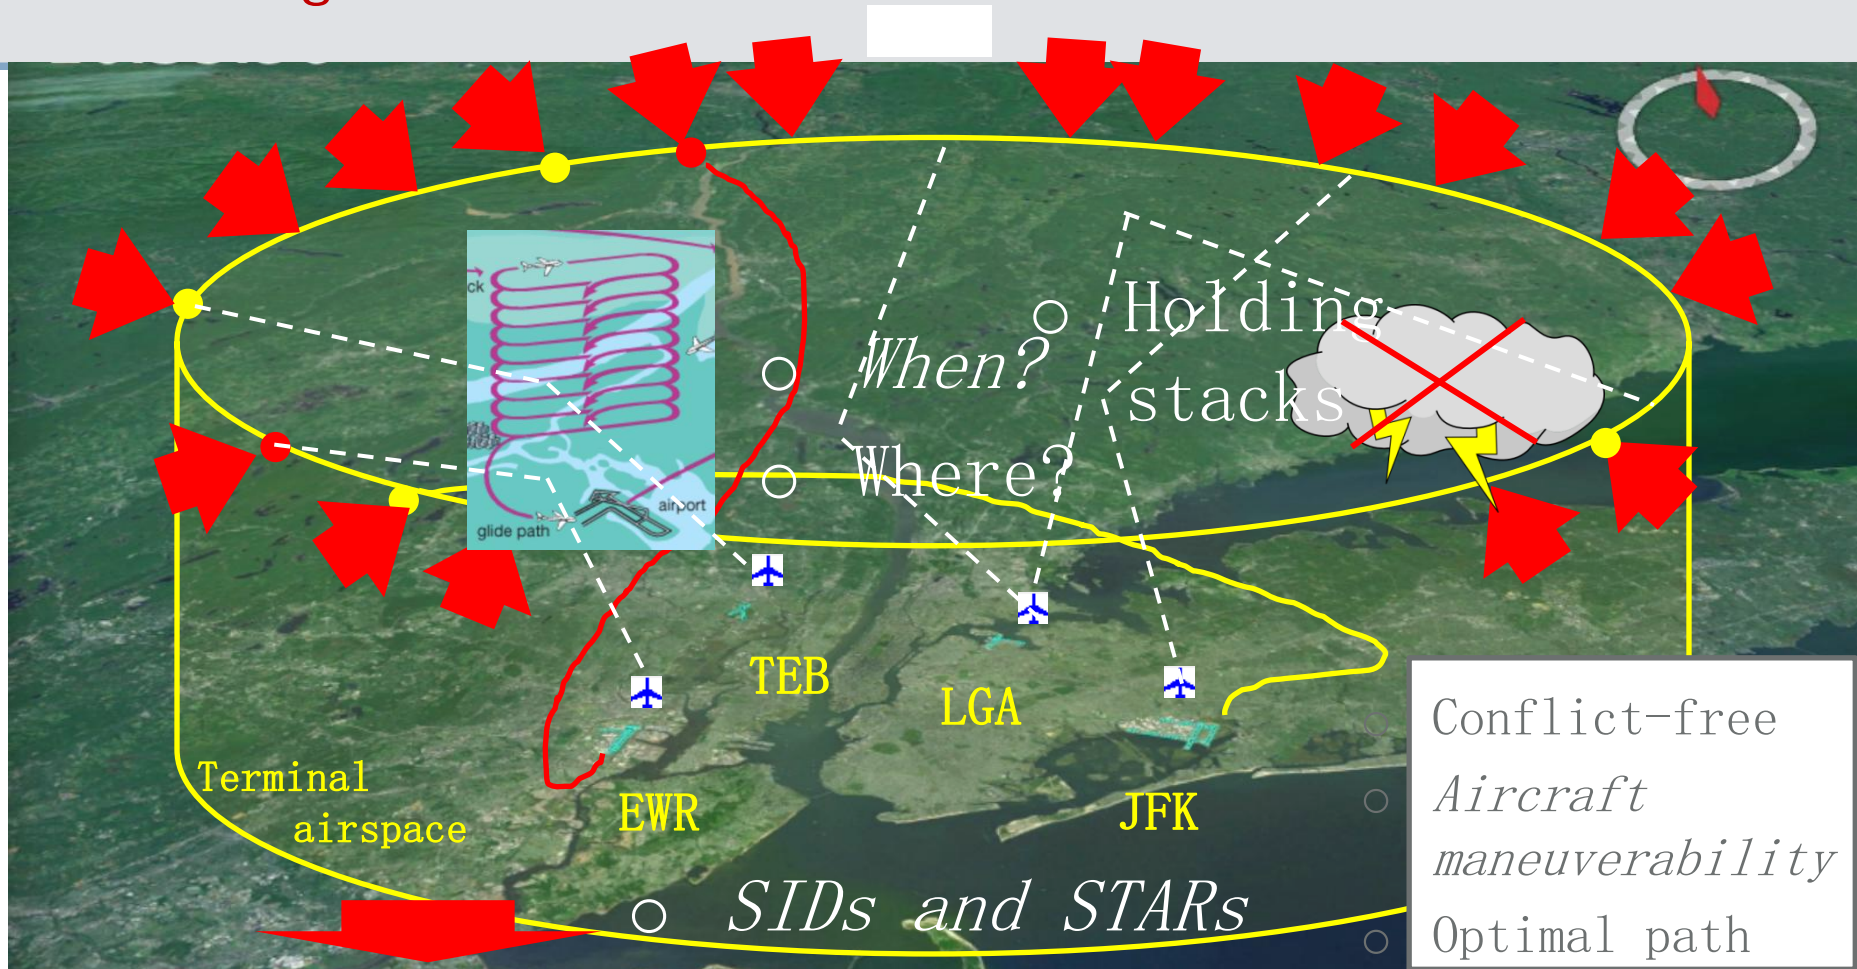 ck
Holding
When?
stacks
Where?
airport
glide path
TEB
LGA
Conflict-free
Terminal
Aircraft
EWR
JFK
airspace
maneuverability
SIDs and STARs
Optimal path